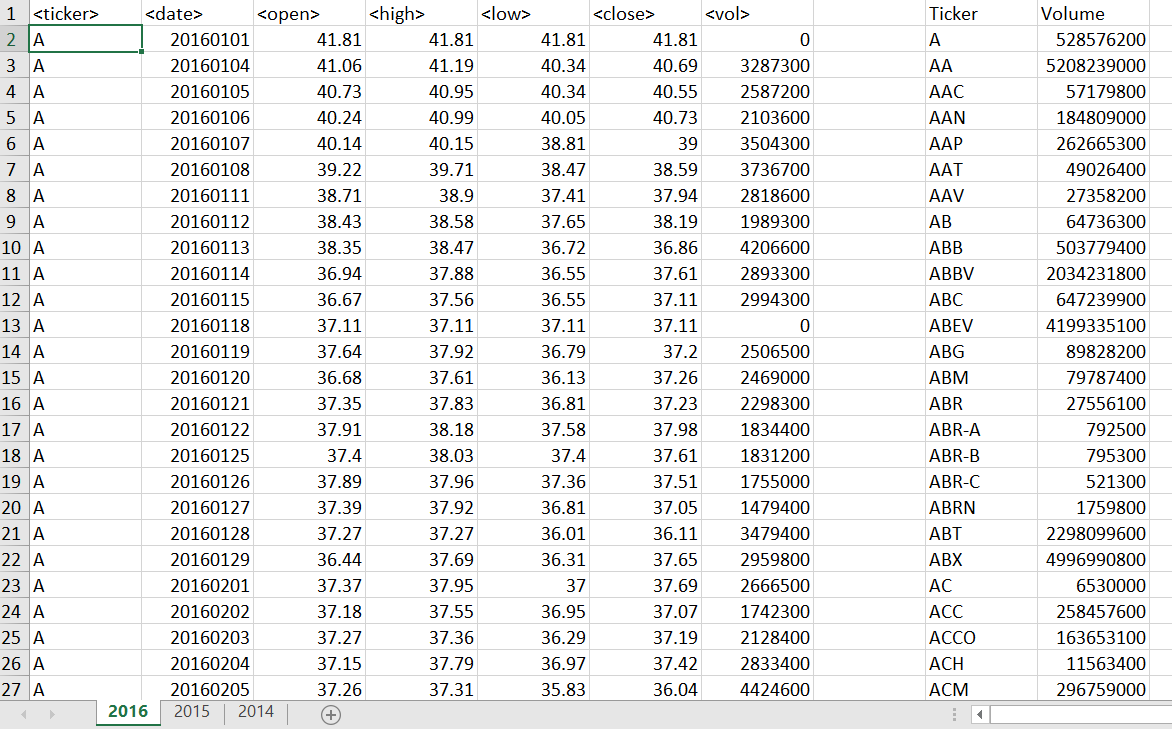 1 <ticker> <date> <open> <high> <low> <close> <vol> Ticker Volume
2 A 20160101 41.81 41.81 41.81 41.81 0 A 528576200
3 A 20160104 41.06 41.19 40.34 40.69 3287300 AA 5208239000
4 A 20160105 40.73 40.95 40.34 40.55 2587200 AAC 57179800
5 A 20160106 40.24 40.99 40.05 40.73 2103600 AAN 184809000
6 A 20160107 40.14 40.15 38.81 39 3504300 AAP 262665300
7 A 20160108 39.22 39.71 38.47 38.59 3736700 AAT 49026400
8 A 20160111 38.71 38.9 37.41 37.94 2818600 AAV 27358200
9 A 20160112 38.43 38.58 37.65 38.19 1989300 AB 64736300
10 A 20160113 38.35 38.47 36.72 36.86 4206600 ABB 503779400
11 A 20160114 36.94 37.88 36.55 37.61 2893300 ABBV 2034231800
12 A 20160115 36.67 37.56 36.55 37.11 2994300 ABC 647239900
13 A 20160118 37.11 37.11 37.11 37.11 0 ABEV 4199335100
14 A 20160119 37.64 37.92 36.79 37.2 2506500 ABG 89828200
15 A 20160120 36.68 37.61 36.13 37.26 2469000 ABM 79787400
16 A 20160121 37.35 37.83 36.81 37.23 2298300 ABR 27556100
17 A 20160122 37.91 38.18 37.58 37.98 1834400 ABR-A 792500
18 A 20160125 37.4 38.03 37.4 37.61 1831200 ABR-B 795300
19 A 20160126 37.89 37.96 37.36 37.51 1755000 ABR-C 521300
20 A 20160127 37.39 37.92 36.81 37.05 1479400 ABRN 1759800
21 A 20160128 37.27 37.27 36.01 36.11 3479400 ABT 2298099600
22 A 20160129 36.44 37.69 36.31 37.65 2959800 ABX 4996990800
23 A 20160201 37.37 37.95 37 37.69 2666500 AC 6530000
24 A 20160202 37.18 37.55 36.95 37.07 1742300 ACC 258457600
25 A 20160203 37.27 37.36 36.29 37.19 2128400 ACCO 163653100
26 A 20160204 37.15 37.79 36.97 37.42 2833400 ACH 11563400
27 A 20160205 37.26 37.31 35.83 36.04 4424600 ACM 296759000
2016 2015 2014